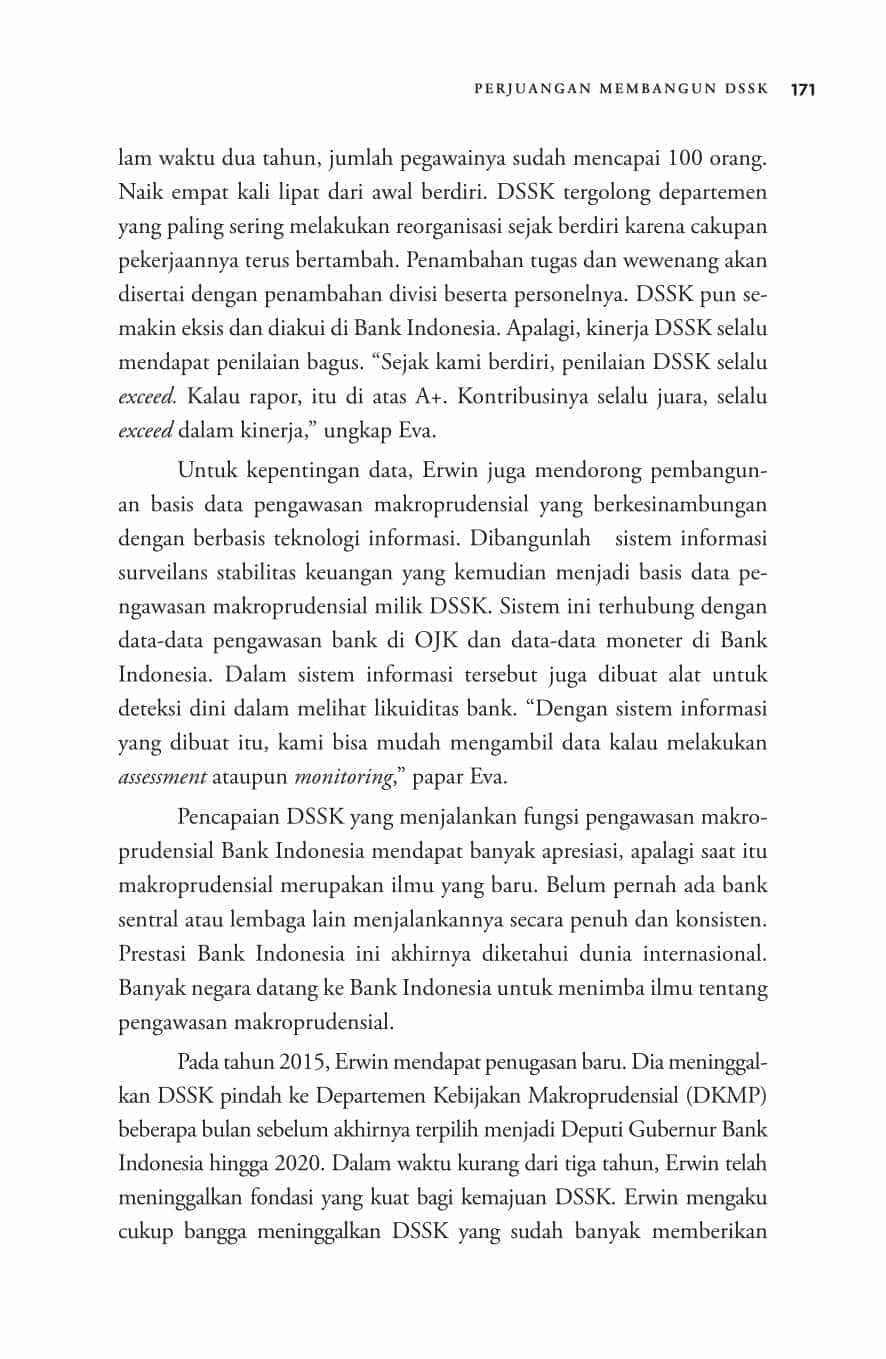 PERJUANGAN MEMBANGUN DSSK 171
lam waktu dua tahun, jumlah pegawainya sudah mencapai 100 orang.
Naik empat kali lipat dari awal berdiri. DSSK tergolong departemen
yang paling sering melakukan reorganisasi sejak berdiri karena cakupan
pekerjaannya terus bertambah. Penambahan tugas dan wewenang akan
disertai dengan penambahan divisi beserta personelnya. DSSK pun se-
makin eksis dan diakui di Bank Indonesia. Apalagi, kinerja DSSK selalu
mendapat penilaian bagus. “Sejak kami berdiri, penilaian DSSK selalu
exceed. Kalau rapor, itu di atas A+. Kontribusinya selalu juara, selalu
exceed dalam kinerja,” ungkap Eva.
Untuk kepentingan data, Erwin juga mendorong pembangun-
an basis data pengawasan makroprudensial yang berkesinambungan
dengan berbasis teknologi informasi. Dibangunlah sistem informasi
surveilans stabilitas keuangan yang kemudian menjadi basis data pe-
ngawasan makroprudensial milik DSSK. Sistem ini terhubung dengan
data-data pengawasan bank di OJK dan data-data moneter di Bank
Indonesia. Dalam sistem informasi tersebut juga dibuat alat untuk
deteksi dini dalam melihat likuiditas bank. “Dengan sistem informasi
yang dibuat itu, kami bisa mudah mengambil data kalau melakukan
assessment ataupun monitoring,” papar Eva.
Pencapaian DSSK yang menjalankan fungsi pengawasan makro-
prudensial Bank Indonesia mendapat banyak apresiasi, apalagi saat itu
makroprudensial merupakan ilmu yang baru. Belum pernah ada bank
sentral atau lembaga lain menjalankannya secara penuh dan konsisten.
Prestasi Bank Indonesia ini akhirnya diketahui dunia internasional.
Banyak negara datang ke Bank Indonesia untuk menimba ilmu tentang
pengawasan makroprudensial.
Pada tahun 2015, Erwin mendapat penugasan baru. Dia meninggal-
kan DSSK pindah ke Departemen Kebijakan Makroprudensial (DKMP)
beberapa bulan sebelum akhirnya terpilih menjadi Deputi Gubernur Bank
Indonesia hingga 2020. Dalam waktu kurang dari tiga tahun, Erwin telah
meninggalkan fondasi yang kuat bagi kemajuan DSSK. Erwin mengaku
cukup bangga meninggalkan DSSK yang sudah banyak memberikan